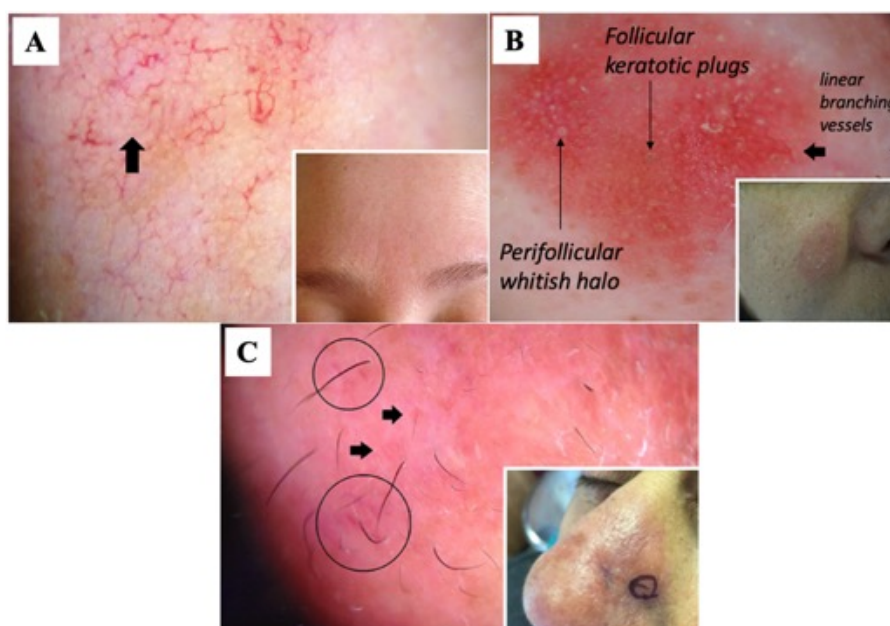 A
B
Follicular
keratotic plugs
linear
branching
vessels
Perifollicular
whitish halo
C